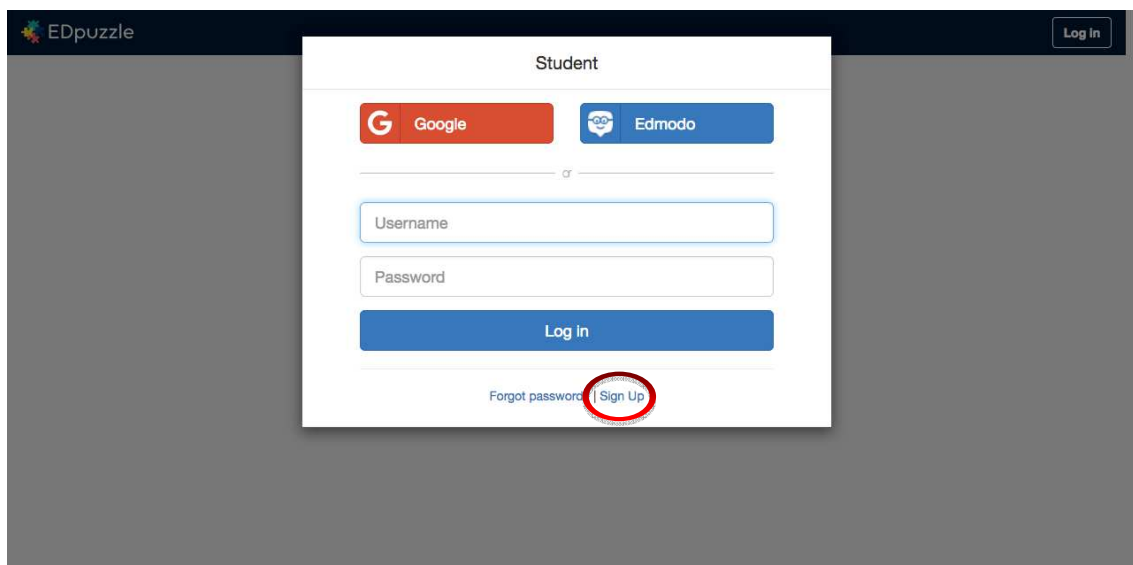 EDpuzzle
Log in
Student
Google
Edmodo
or
Username
Password
Log in
Forgot password | Sign Up